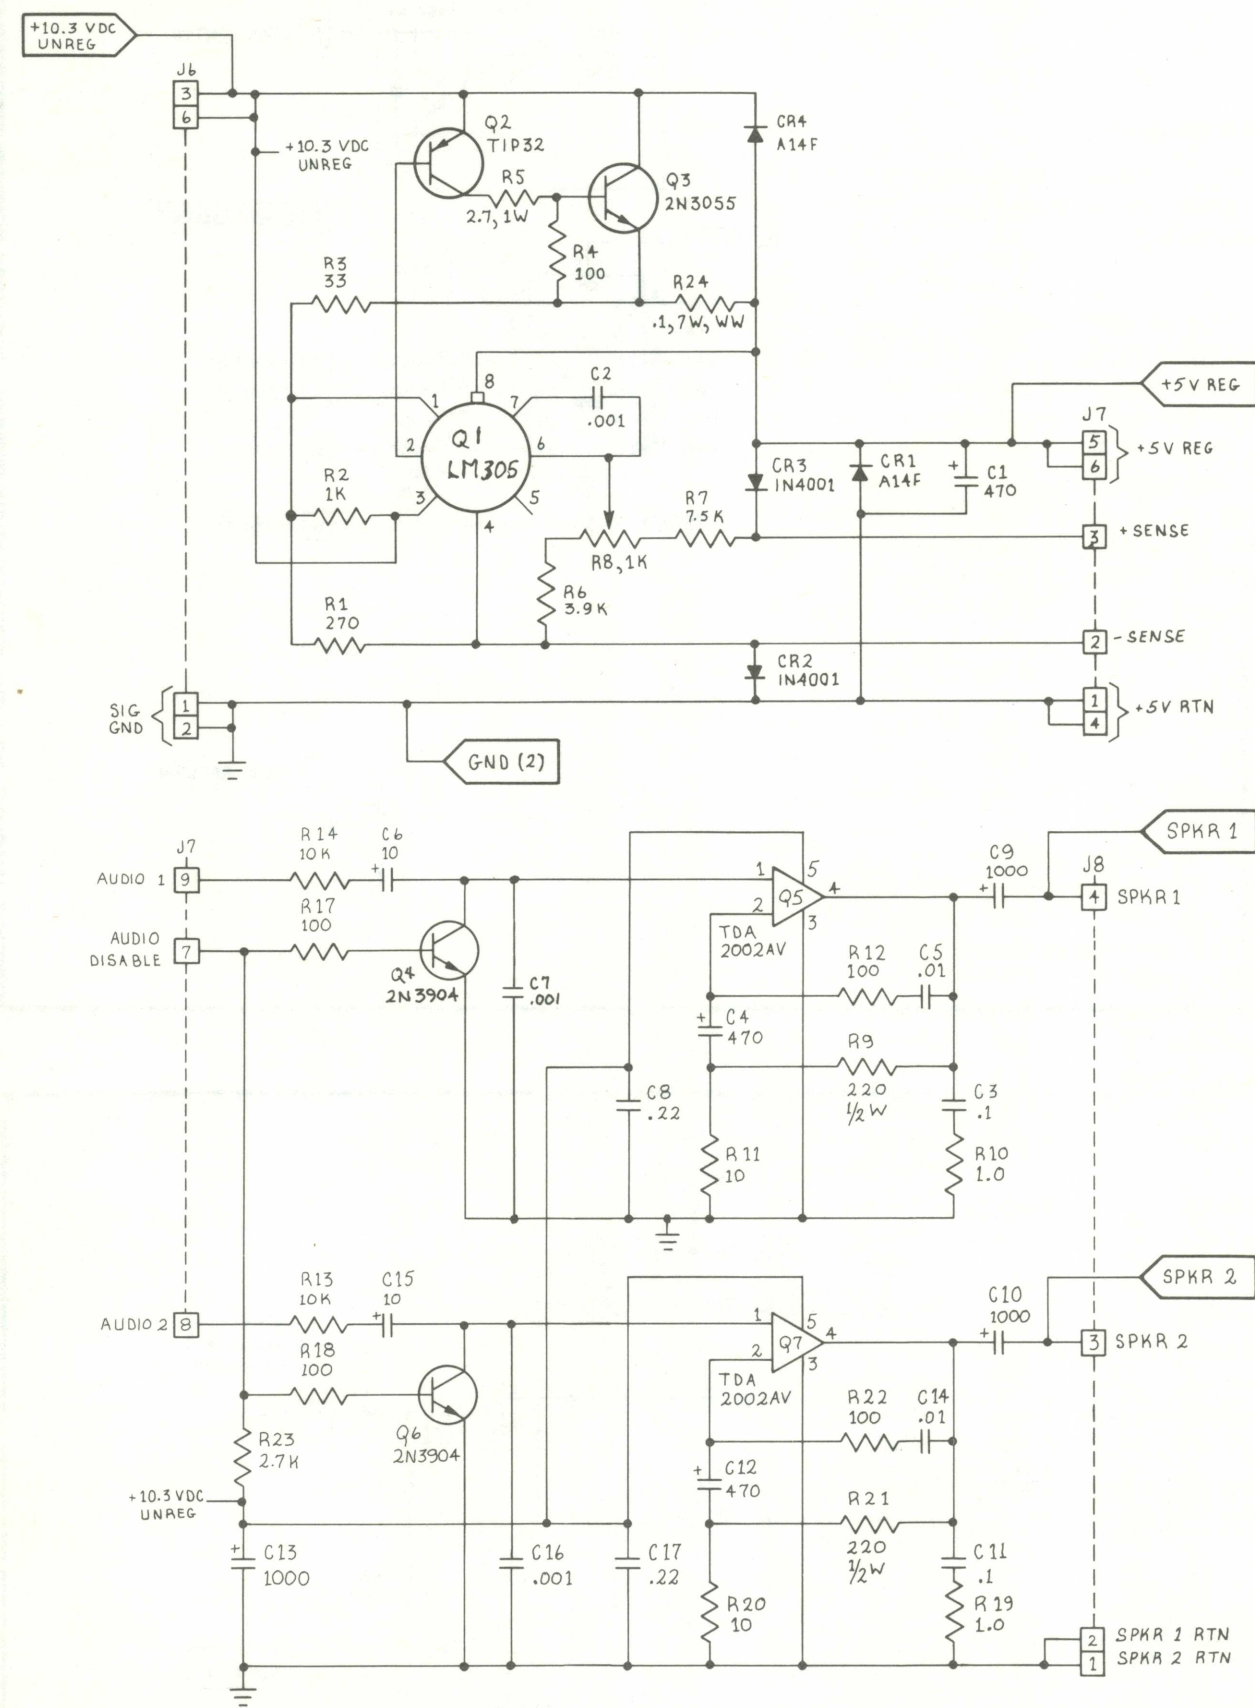 +10.3 VDC
UNREG
J6
3
6
+10.3 VDC
UNREG
Q2
TIP32
R5
2.7, 1W
Q3
2N3055
CR4
A14F
R4
100
R3
33
R24
.1, 7W, WW
8
1
7
2
6
3
5
4
Q1
LM305
C2
.001
+5V REG
J7
5
6
+5V REG
CR3
IN4001
CR1
A14F
+
C1
470
R2
1K
R7
7.5K
R8, 1K
3
+SENSE
R6
3.9K
R1
270
2
-SENSE
CR2
IN4001
SIG
GND
1
2
1
4
+5V RTN
GND (2)
J7
AUDIO 1
9
R14
10K
C6
+
10
R17
100
AUDIO
DISABLE
7
Q4
2N3904
C7
.001
1
2
5
Q5
4
3
TDA
2002AV
C9
1000
+
SPKR 1
J8
4
SPKR 1
R12
100
C5
.01
+
C4
470
R9
220
1/2 W
C8
.22
C3
.1
R11
10
R10
1.0
AUDIO 2
8
R13
10K
C15
+
10
R18
100
Q6
2N3904
1
2
5
Q7
4
3
TDA
2002AV
C10
1000
+
SPKR 2
3
SPKR 2
R22
100
C14
.01
R23
2.7K
+
C12
470
+10.3 VDC
UNREG
R21
220
1/2 W
+
C13
1000
C16
.001
C17
.22
C11
.1
R20
10
R19
1.0
2
SPKR 1 RTN
1
SPKR 2 RTN